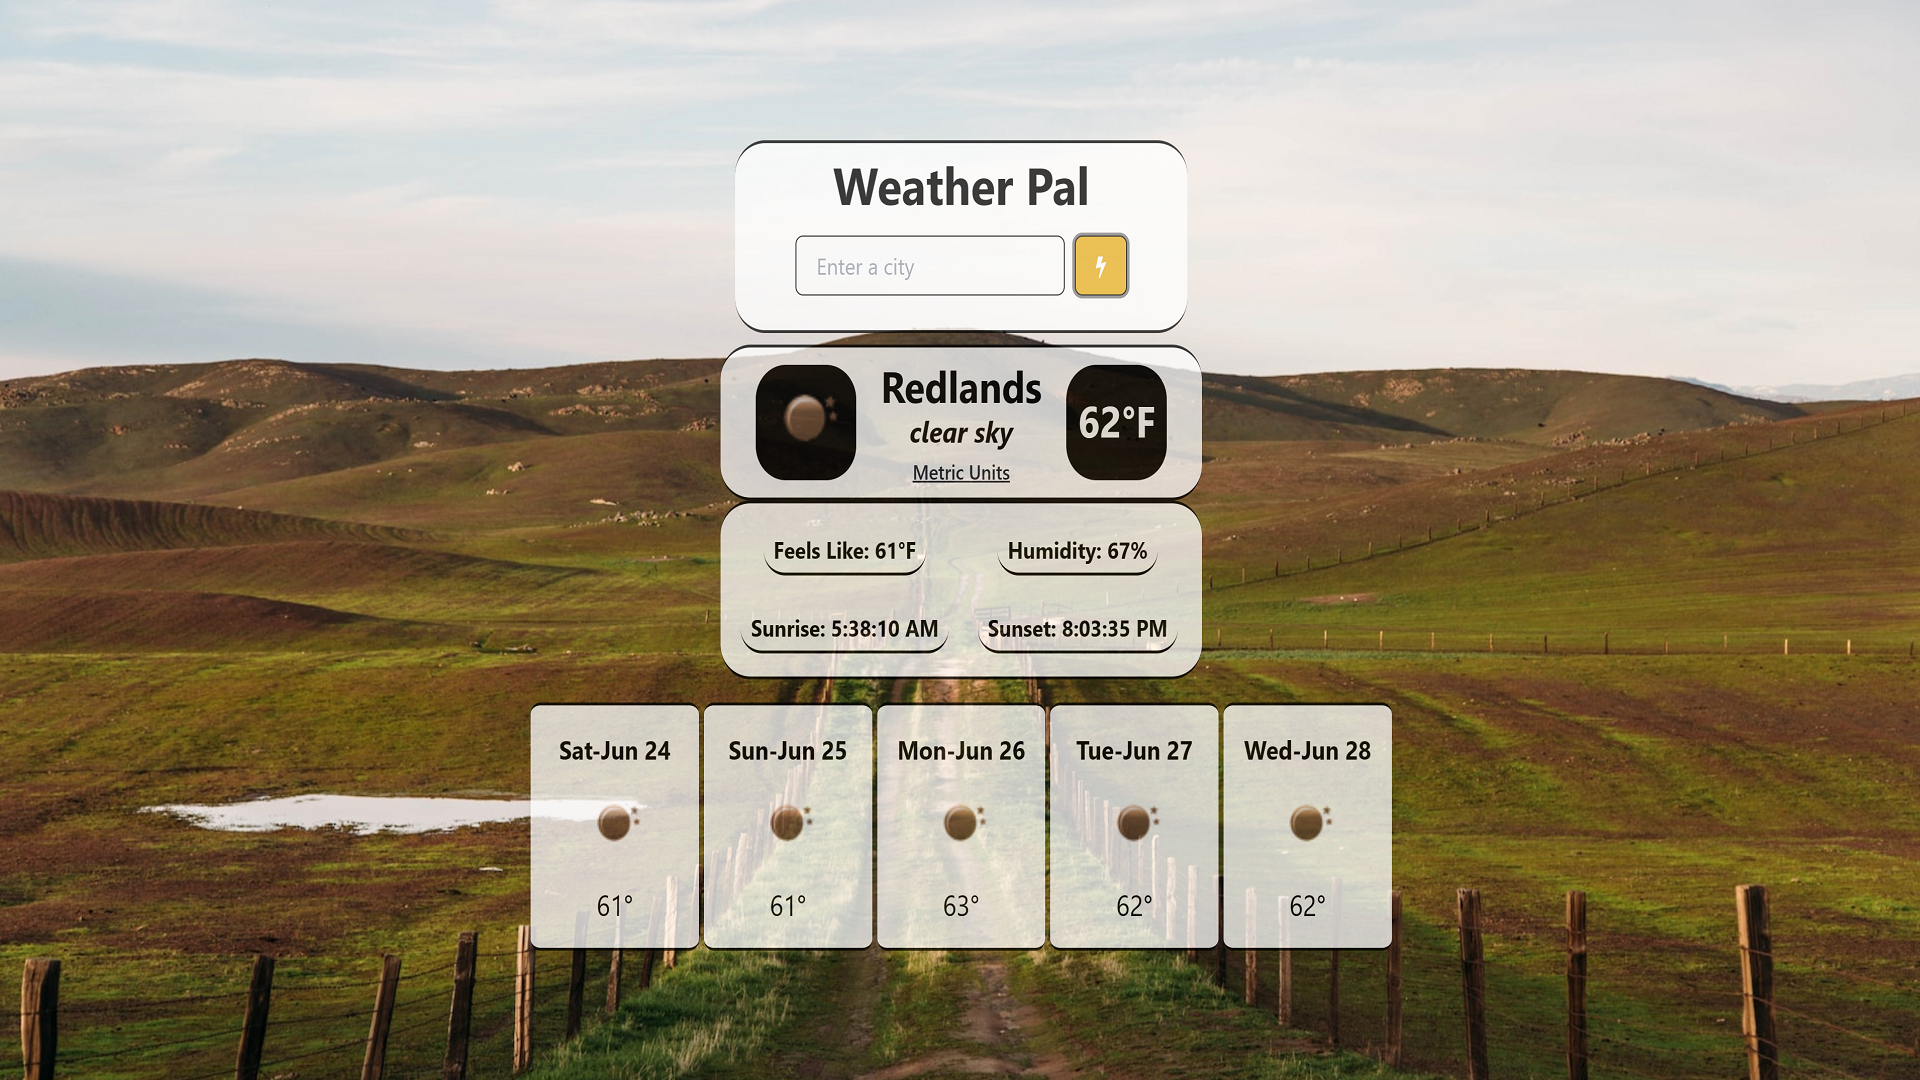 Weather Pal
Enter a city
Redlands
clear sky
Metric Units
62°F
Feels Like: 61°F
Humidity: 67%
Sunrise: 5:38:10 AM
Sunset: 8:03:35 PM
Sat-Jun 24
61°
Sun-Jun 25
61°
Mon-Jun 26
63°
Tue-Jun 27
62°
Wed-Jun 28
62°